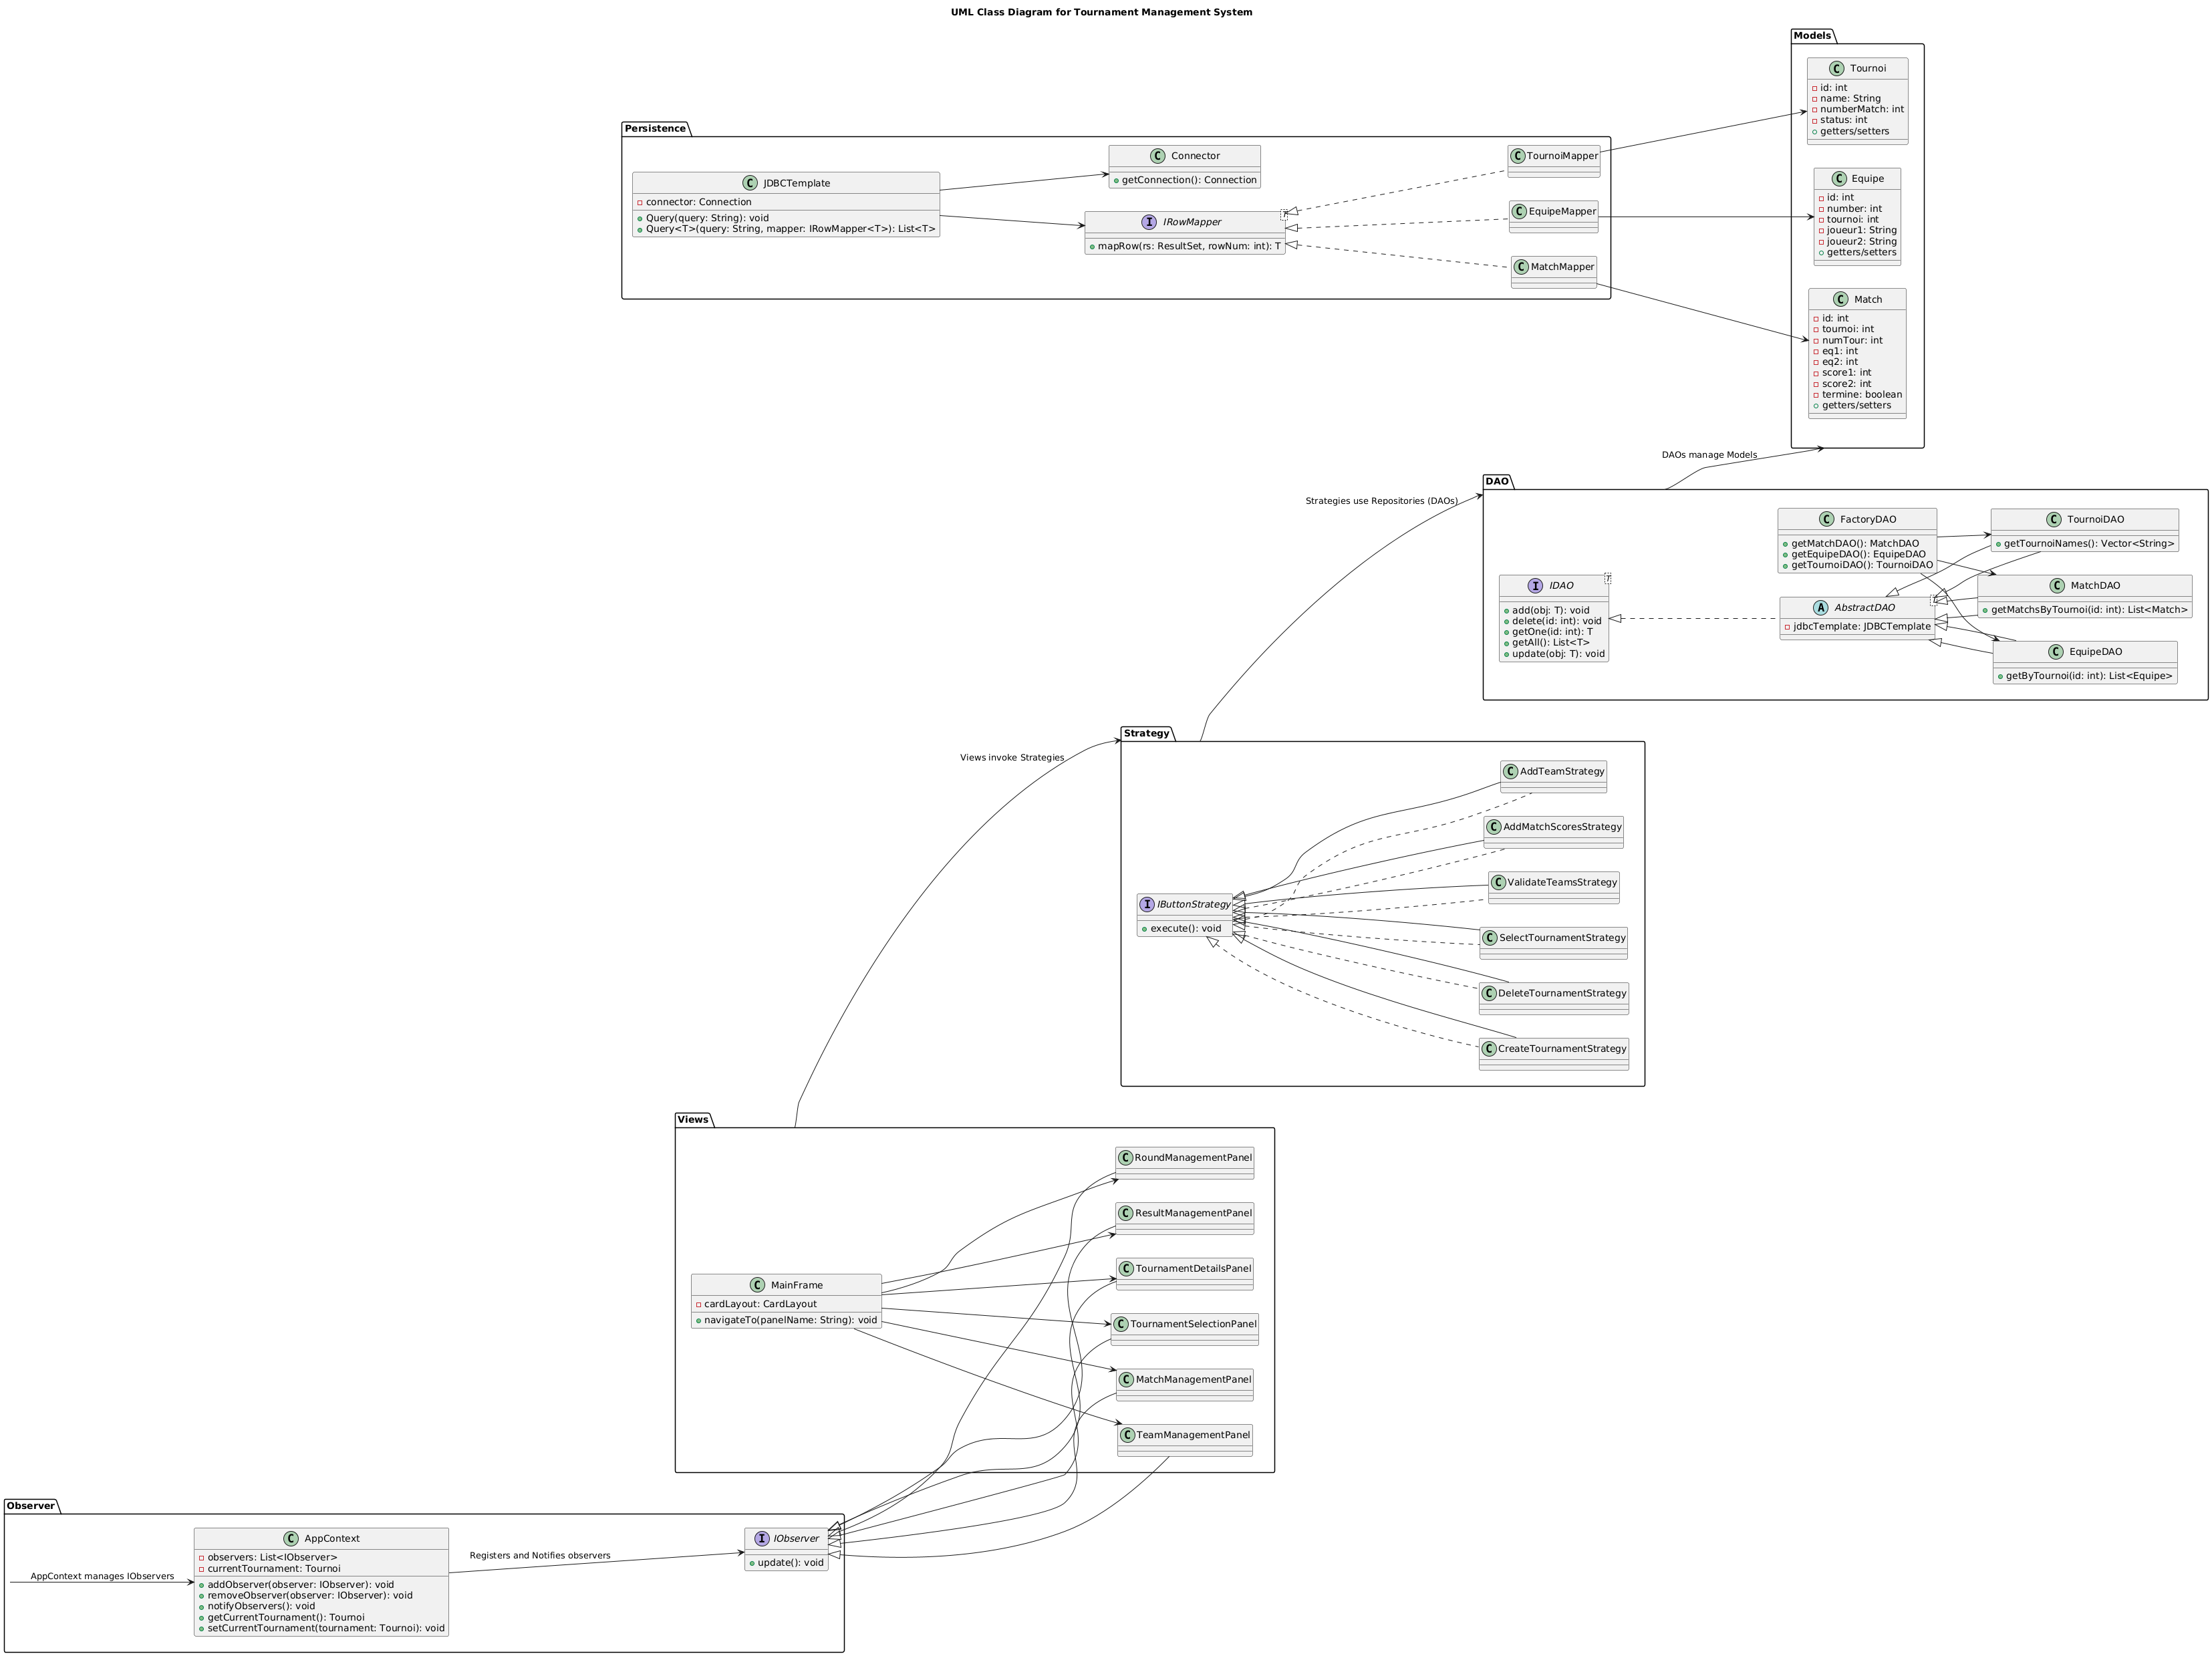 UML Class Diagram for Tournament Management System
Models
C Tournoi
id: int
name: String
numberMatch: int
status: int
getters/setters
C Equipe
id: int
number: int
tournoi: int
joueur1: String
joueur2: String
getters/setters
C Match
id: int
tournoi: int
numTour: int
eq1: int
eq2: int
score1: int
score2: int
termine: boolean
getters/setters
Persistence
C JDBCTemplate
connector: Connection
Query(query: String): void
Query<T>(query: String, mapper: IRowMapper<T>): List<T>
C Connector
getConnection(): Connection
I IRowMapper
T
mapRow(rs: ResultSet, rowNum: int): T
C TournoiMapper
C EquipeMapper
C MatchMapper
DAOs manage Models
DAO
Strategies use Repositories (DAOs)
I IDAO
T
add(obj: T): void
delete(id: int): void
getOne(id: int): T
getAll(): List<T>
update(obj: T): void
C FactoryDAO
getMatchDAO(): MatchDAO
getEquipeDAO(): EquipeDAO
getTournoiDAO(): TournoiDAO
A AbstractDAO
jdbcTemplate: JDBCTemplate
C TournoiDAO
getTournoiNames(): Vector<String>
C MatchDAO
getMatchsByTournoi(id: int): List<Match>
C EquipeDAO
getByTournoi(id: int): List<Equipe>
Strategy
Views invoke Strategies
I IButtonStrategy
execute(): void
C AddTeamStrategy
C AddMatchScoresStrategy
C ValidateTeamsStrategy
C SelectTournamentStrategy
C DeleteTournamentStrategy
C CreateTournamentStrategy
Views
C MainFrame
cardLayout: CardLayout
navigateTo(panelName: String): void
C RoundManagementPanel
C ResultManagementPanel
C TournamentDetailsPanel
C TournamentSelectionPanel
C MatchManagementPanel
C TeamManagementPanel
Observer
AppContext manages IObservers
C AppContext
observers: List<IObserver>
currentTournament: Tournoi
addObserver(observer: IObserver): void
removeObserver(observer: IObserver): void
notifyObservers(): void
getCurrentTournament(): Tournoi
setCurrentTournament(tournament: Tournoi): void
Registers and Notifies observers
I IObserver
update(): void